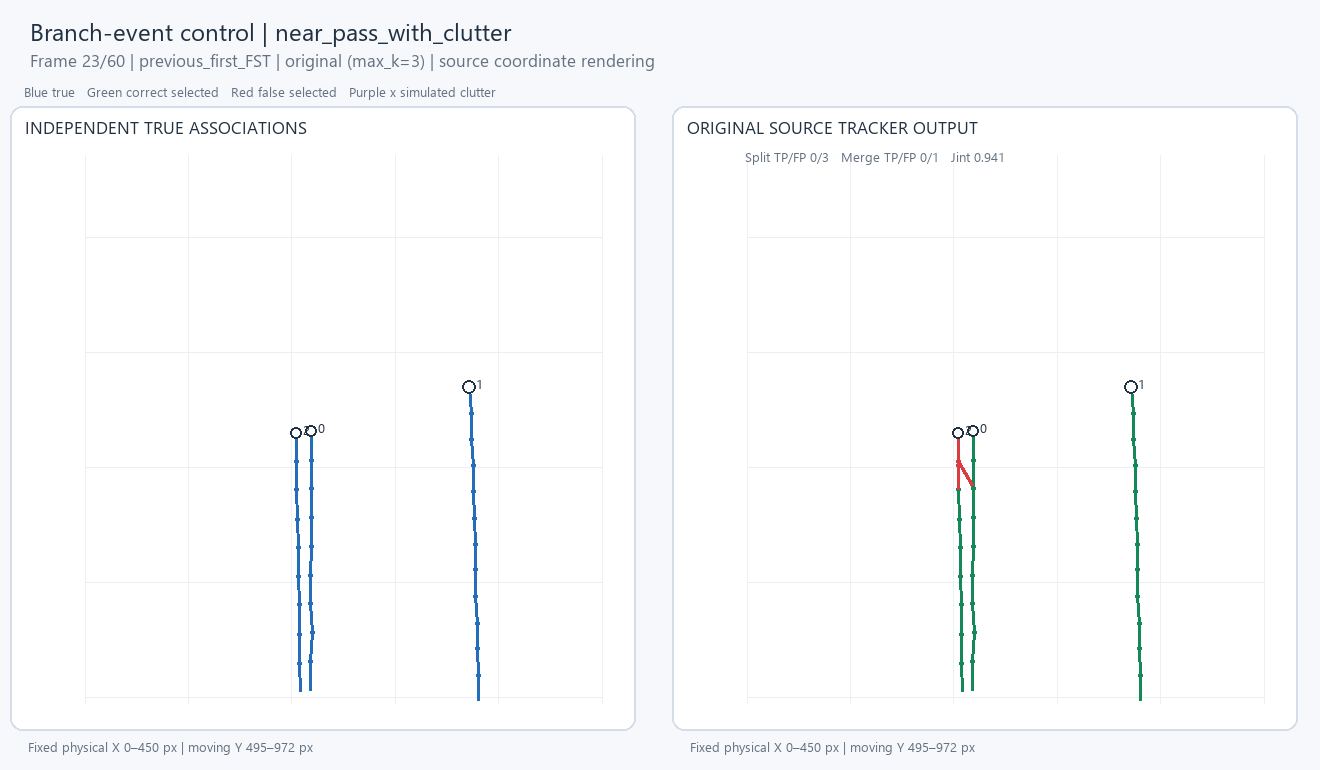 Branch-event control | near_pass_with_clutter
Frame 23/60 | previous_first_FST | original (max_k=3) | source coordinate rendering
Blue true Green correct selected Red false selected Purple x simulated clutter
INDEPENDENT TRUE ASSOCIATIONS
1
0
Fixed physical X 0–450 px | moving Y 495–972 px
ORIGINAL SOURCE TRACKER OUTPUT
Split TP/FP 0/3 Merge TP/FP 0/1 Jint 0.941
1
0
Fixed physical X 0–450 px | moving Y 495–972 px